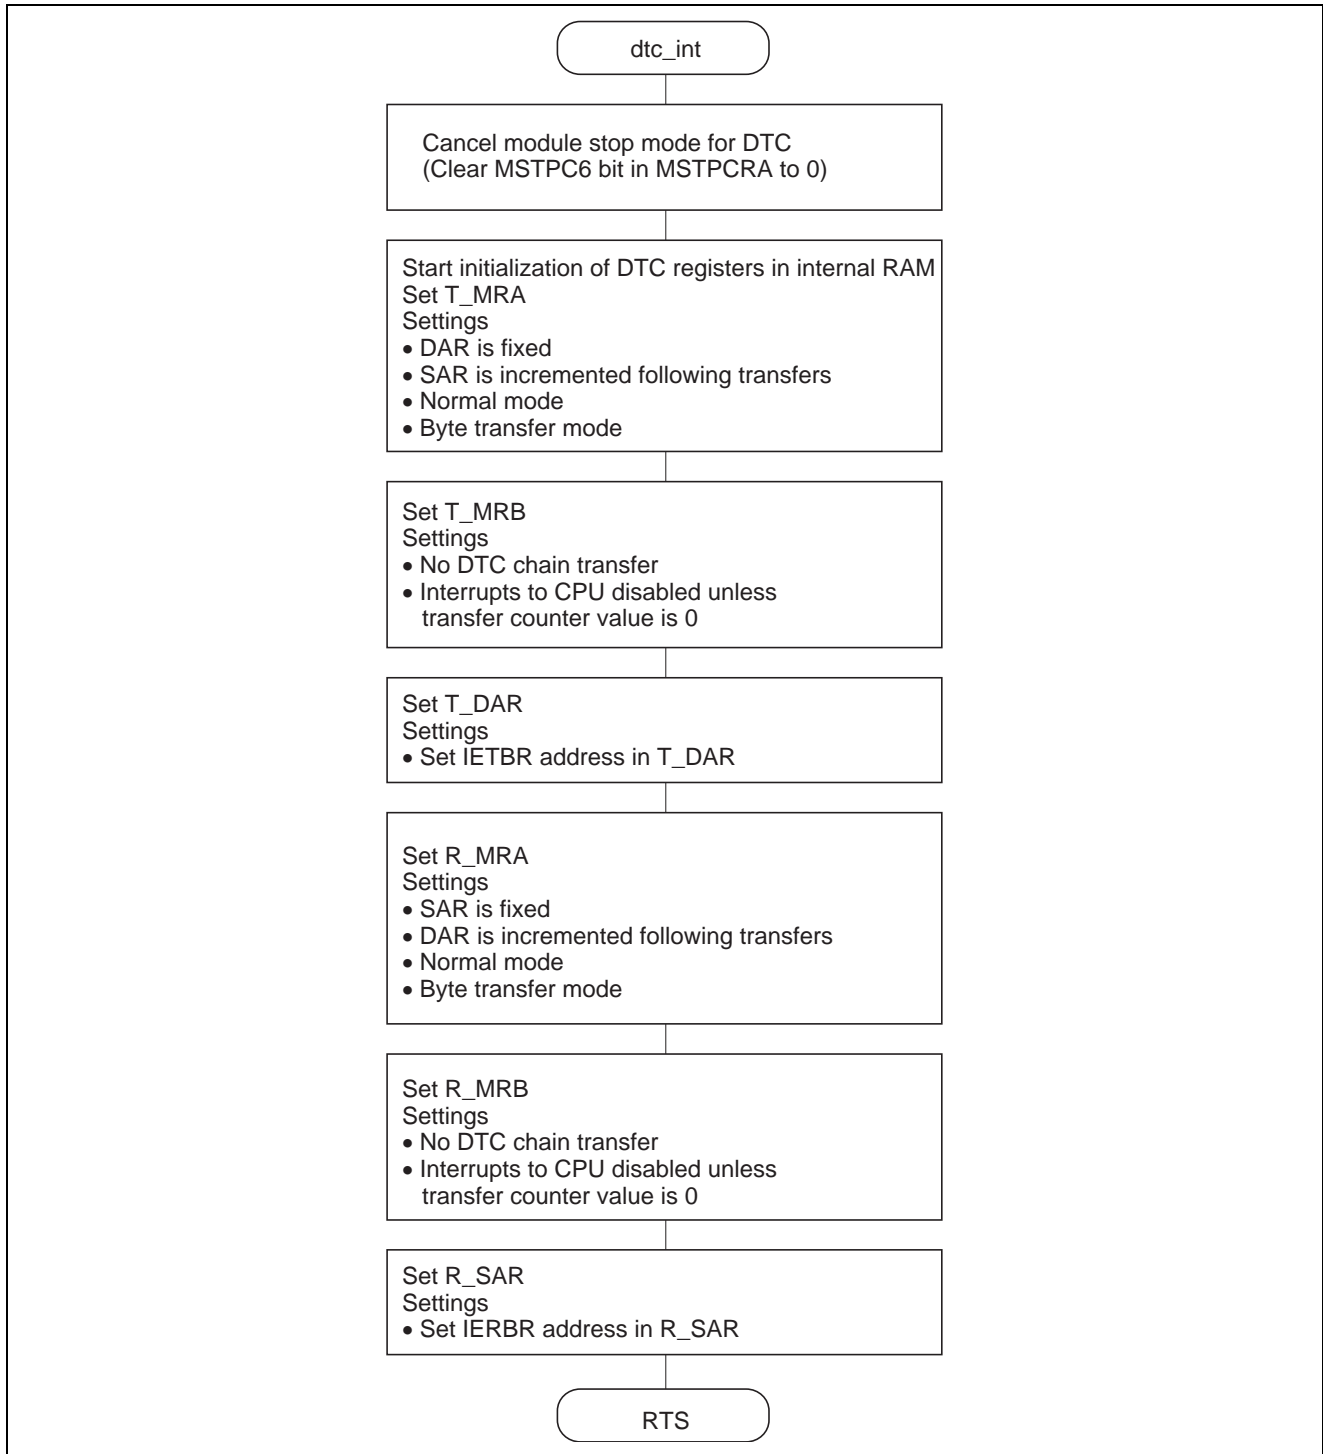 dtc_int
Cancel module stop mode for DTC
(Clear MSTPC6 bit in MSTPCRA to 0)
Start initialization of DTC registers in internal RAM
Set T_MRA
Settings
• DAR is fixed
• SAR is incremented following transfers
• Normal mode
• Byte transfer mode
Set T_MRB
Settings
• No DTC chain transfer
• Interrupts to CPU disabled unless
transfer counter value is 0
Set T_DAR
Settings
• Set IETBR address in T_DAR
Set R_MRA
Settings
• SAR is fixed
• DAR is incremented following transfers
• Normal mode
• Byte transfer mode
Set R_MRB
Settings
• No DTC chain transfer
• Interrupts to CPU disabled unless
transfer counter value is 0
Set R_SAR
Settings
• Set IERBR address in R_SAR
RTS